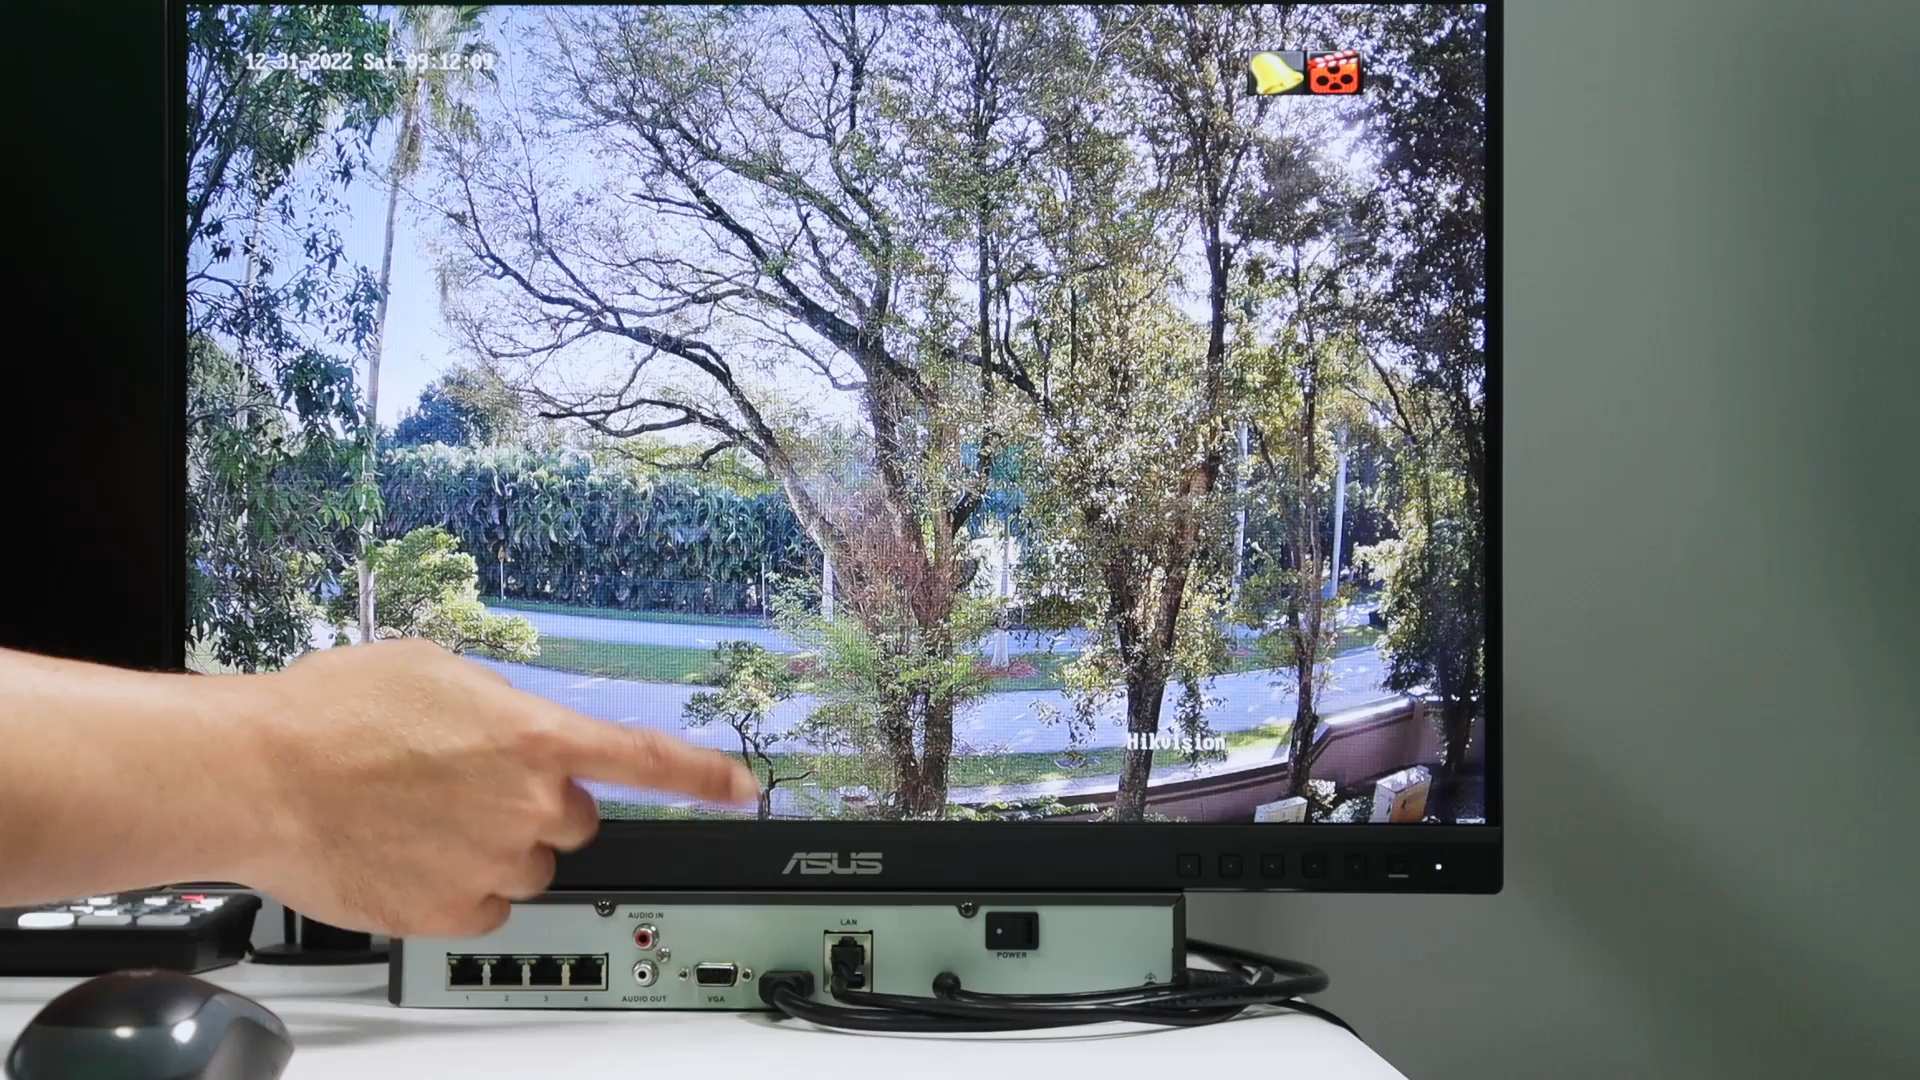 12-31-2022 Sat 09:12:09
Hikvision
ASUS
AUDIO IN
LAN
POWER
1 2 3 4
AUDIO OUT
VGA